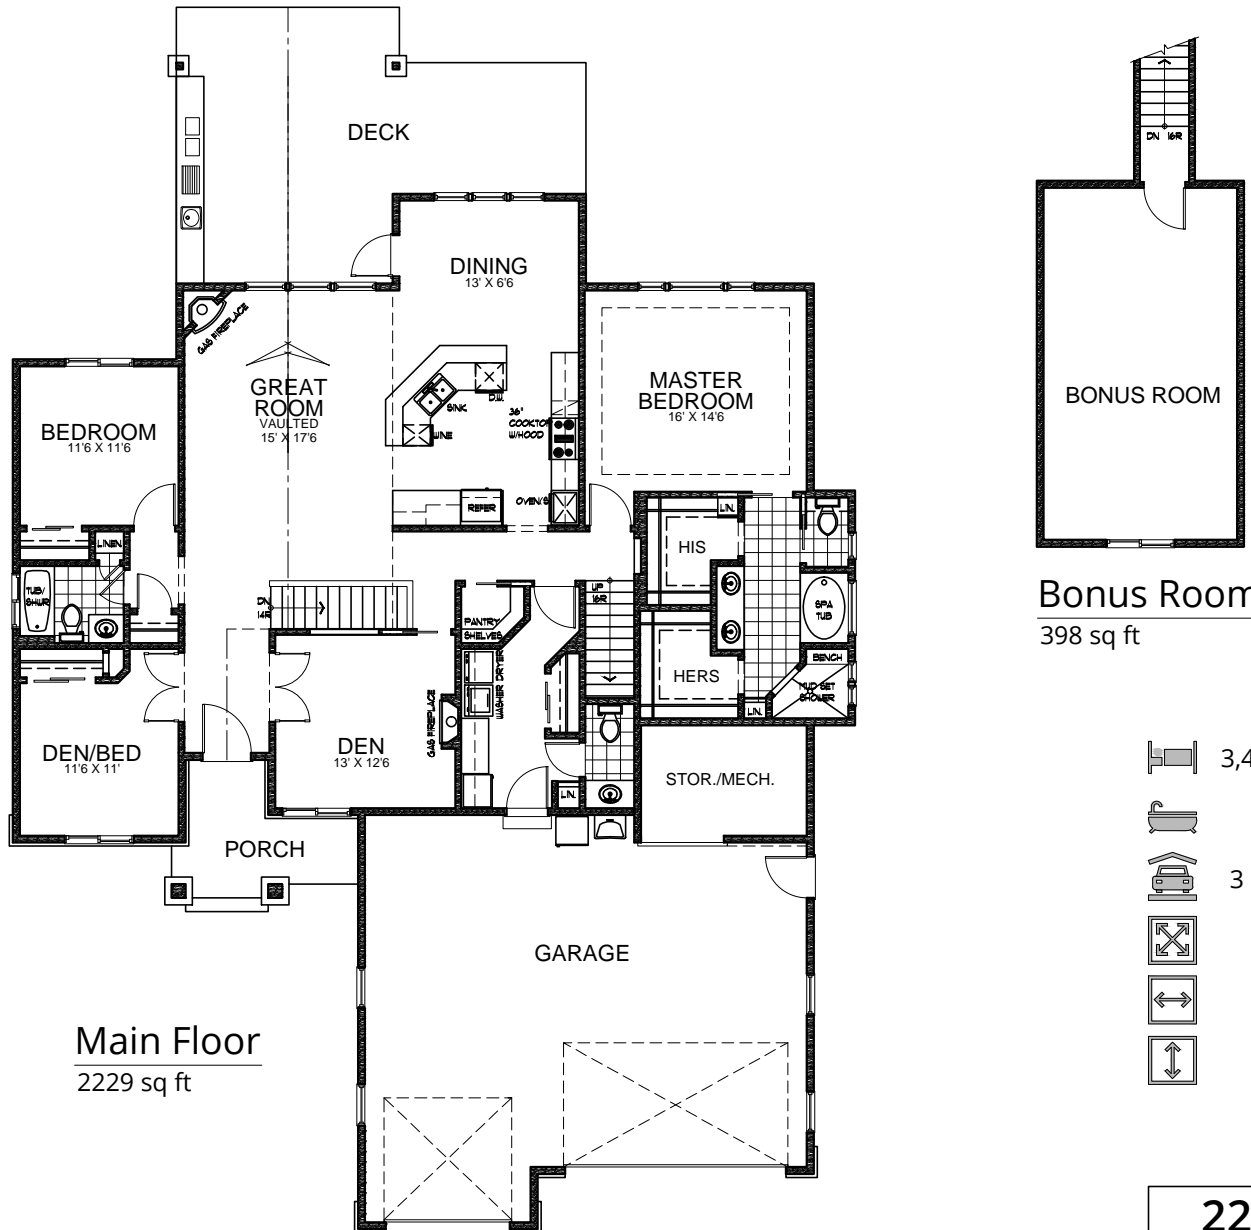 DECK
DN 16R
DINING
13' X 6'6
GAS FIREPLACE
GREAT
ROOM
VAULTED
15' X 17'6
SINK
D.W.
WINE
36"
COOKTOP
W/HOOD
MASTER
BEDROOM
16' X 14'6
BONUS ROOM
BEDROOM
11'6 X 11'6
REFER
OVEN/S
LIN.
LINEN
HIS
TUB/
SHWR
DN
14R
UP
16R
PANTRY
SHELVES
SPA
TUB
Bonus Room
398 sq ft
WASHER DRYER
HERS
BENCH
MUD SET
SHOWER
LIN.
GAS FIREPLACE
DEN/BED
11'6 X 11'
DEN
13' X 12'6
STOR./MECH.
LIN.
3,4
PORCH
3
GARAGE
Main Floor
2229 sq ft
22